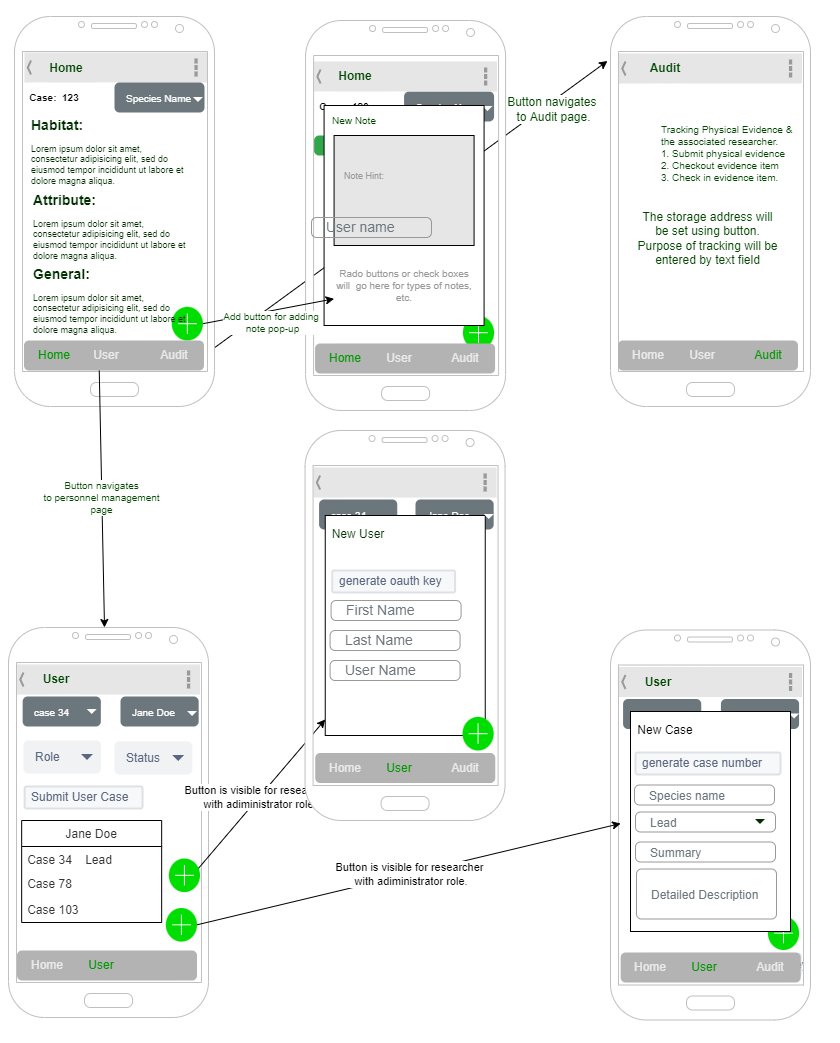 Home
Case:  123
Species Name
Habitat:
Lorem ipsum dolor sit amet,
consectetur adipisicing elit, sed do
eiusmod tempor incididunt ut labore et
dolore magna aliqua.
Attribute:
Lorem ipsum dolor sit amet,
consectetur adipisicing elit, sed do
eiusmod tempor incididunt ut labore et
dolore magna aliqua.
General:
Lorem ipsum dolor sit amet,
consectetur adipisicing elit, sed do
eiusmod tempor incididunt ut labore et
dolore magna aliqua.
Home
User
Audit
Add button for adding
note pop-up
Home
New Note
Note Hint:
User name
Rado buttons or check boxes
will  go here for types of notes,
etc.
Home
User
Audit
Button navigates
to Audit page.
Audit
Tracking Physical Evidence &
the associated researcher.
1. Submit physical evidence
2. Checkout evidence item
3. Check in evidence item.
The storage address will
be set using button.
Purpose of tracking will be
entered by text field
Home
User
Audit
Button navigates
to personnel management
page
User
case 34
Jane Doe
Role
Status
Submit User Case
Jane Doe
Case 34    Lead
Case 78
Case 103
Home
User
Button is visible for resea
with adiministrator role
New User
generate oauth key
First Name
Last Name
User Name
Home
User
Audit
Button is visible for researcher
with adiministrator role.
User
New Case
generate case number
Species name
Lead
Summary
Detailed Description
Home
User
Audit